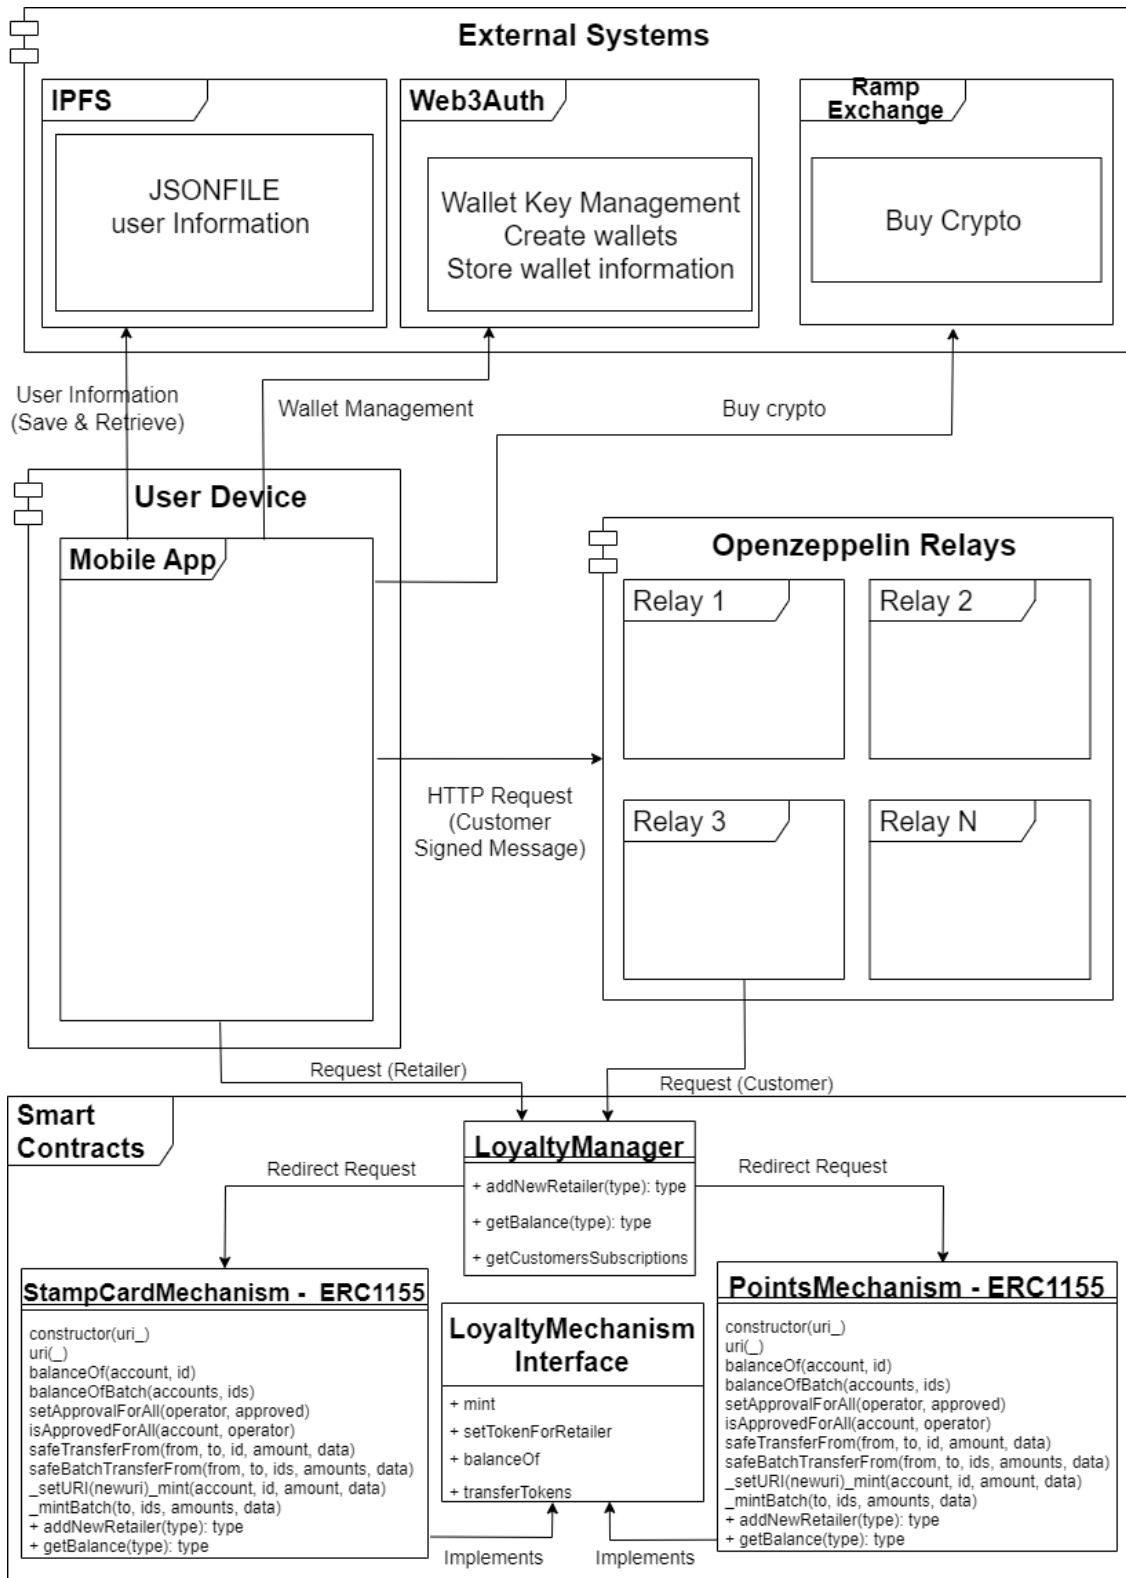 External Systems
IPFS
JSONFILE
user Information
Web3Auth
Wallet Key Management
Create wallets
Store wallet information
Ramp
Exchange
Buy Crypto
User Information
(Save & Retrieve)
Wallet Management
Buy crypto
User Device
Mobile App
Openzeppelin Relays
Relay 1
Relay 2
Relay 3
Relay N
HTTP Request
(Customer
Signed Message)
Request (Retailer)
Request (Customer)
Smart
Contracts
LoyaltyManager
+ addNewRetailer(type): type
+ getBalance(type): type
+ getCustomersSubscriptions
Redirect Request
Redirect Request
StampCardMechanism - ERC1155
constructor(uri_)
uri(_)
balanceOf(account, id)
balanceOfBatch(accounts, ids)
setApprovalForAll(operator, approved)
isApprovedForAll(account, operator)
safeTransferFrom(from, to, id, amount, data)
safeBatchTransferFrom(from, to, ids, amounts, data)
_setURI(newuri)_mint(account, id, amount, data)
_mintBatch(to, ids, amounts, data)
+ addNewRetailer(type): type
+ getBalance(type): type
LoyaltyMechanism
Interface
+ mint
+ setTokenForRetailer
+ balanceOf
+ transferTokens
PointsMechanism - ERC1155
constructor(uri_)
uri(_)
balanceOf(account, id)
balanceOfBatch(accounts, ids)
setApprovalForAll(operator, approved)
isApprovedForAll(account, operator)
safeTransferFrom(from, to, id, amount, data)
safeBatchTransferFrom(from, to, ids, amounts, data)
_setURI(newuri)_mint(account, id, amount, data)
_mintBatch(to, ids, amounts, data)
+ addNewRetailer(type): type
+ getBalance(type): type
Implements
Implements